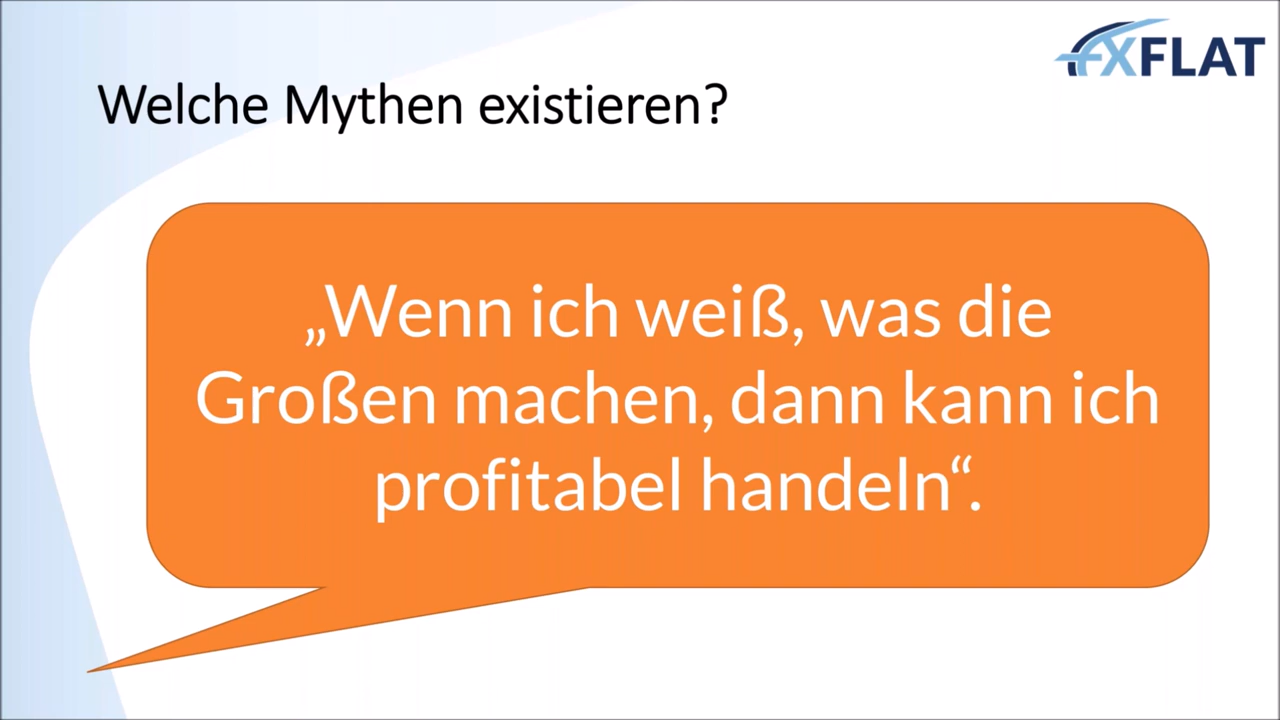 FXFLAT
Welche Mythen existieren?
„Wenn ich weiß, was die
Großen machen, dann kann ich
profitabel handeln“.